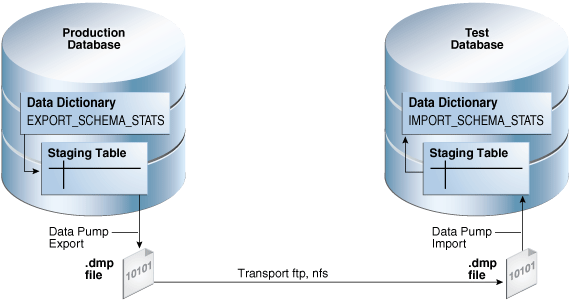 Production
Database
Data Dictionary
EXPORT_SCHEMA_STATS
Staging Table
Data Pump
Export
.dmp
file
10101
Transport ftp, nfs
Test
Database
Data Dictionary
IMPORT_SCHEMA_STATS
Staging Table
Data Pump
Import
.dmp
file
10101